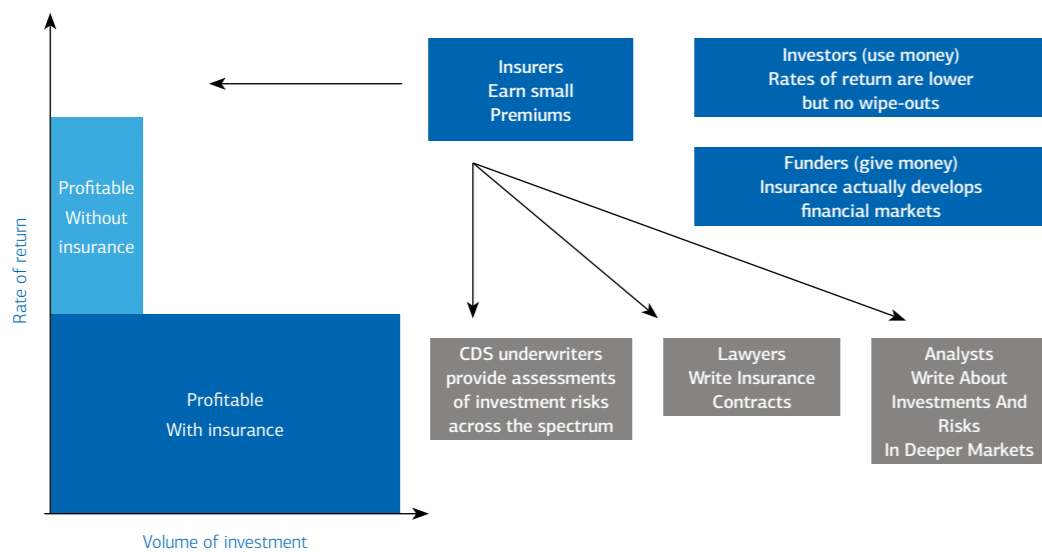 Insurers
Earn small
Premiums
Investors (use money)
Rates of return are lower
but no wipe-outs
Funders (give money)
Insurance actually develops
financial markets
Rate of return
Profitable
Without
insurance
Profitable
With insurance
CDS underwriters
provide assessments
of investment risks
across the spectrum
Lawyers
Write Insurance
Contracts
Analysts
Write About
Investments And
Risks
In Deeper Markets
Volume of investment